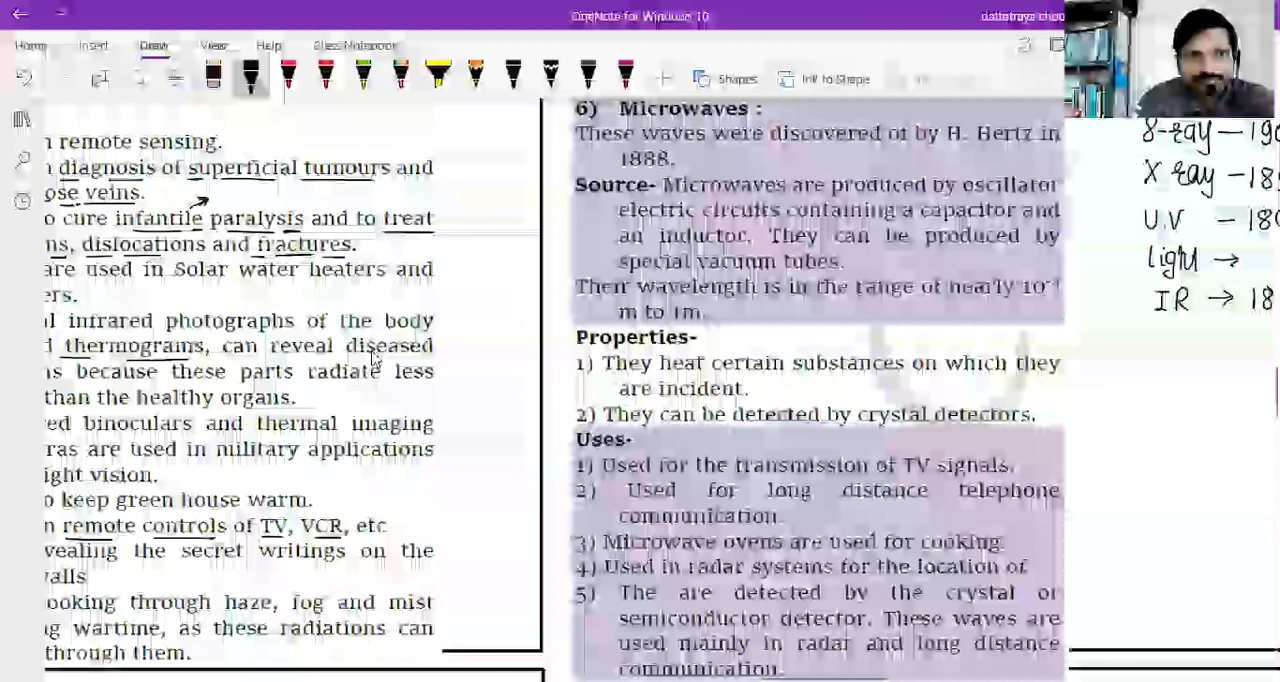 OneNote for Windows 10
dattatraya chou
Home Insert Draw View Help Class Notebook
Shapes Ink to Shape
remote sensing.
diagnosis of superficial tumours and
ose veins.
o cure infantile paralysis and to treat
ns, dislocations and fractures.
are used in Solar water heaters and
ers.
l infrared photographs of the body
d thermograms, can reveal diseased
ns because these parts radiate less
than the healthy organs.
red binoculars and thermal imaging
ras are used in military applications
ight vision.
o keep green house warm.
n remote controls of TV, VCR, etc
vealing the secret writings on the
alls
ooking through haze, fog and mist
g wartime, as these radiations can
through them.
6) Microwaves :
These waves were discovered of by H. Hertz in
1888.
Source- Microwaves are produced by oscillator
electric circuits containing a capacitor and
an inductor. They can be produced by
special vacuum tubes.
Their wavelength is in the range of nearly
m to 1m.
Properties-
1) They heat certain substances on which they
are incident.
2) They can be detected by crystal detectors.
Uses-
1) Used for the transmission of TV signals.
2) Used for long distance telephone
communication.
3) Microwave ovens are used for cooking.
4) Used in radar systems for the location of
5) The are detected by the crystal or
semiconductor detector. These waves are
used mainly in radar and long distance
communication.
γ-ray – 19
X ray – 18
U.V – 18
light →
IR → 18